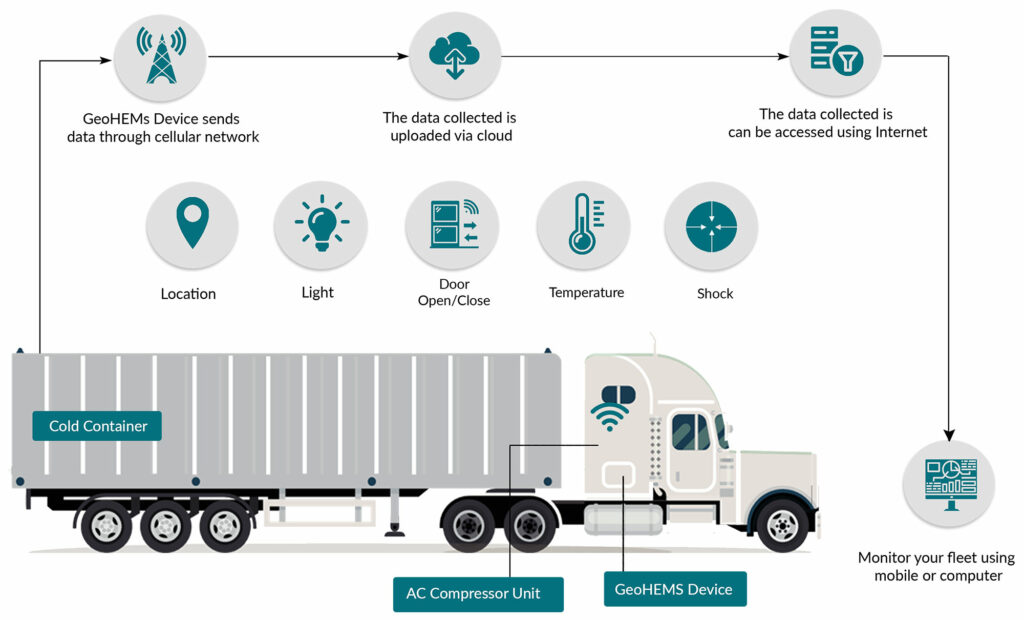 GeoHEMs Device sends
data through cellular network
The data collected is
uploaded via cloud
The data collected is
can be accessed using Internet
Location
Light
Door
Open/Close
Temperature
Shock
Cold Container
AC Compressor Unit
GeoHEMS Device
Monitor your fleet using
mobile or computer